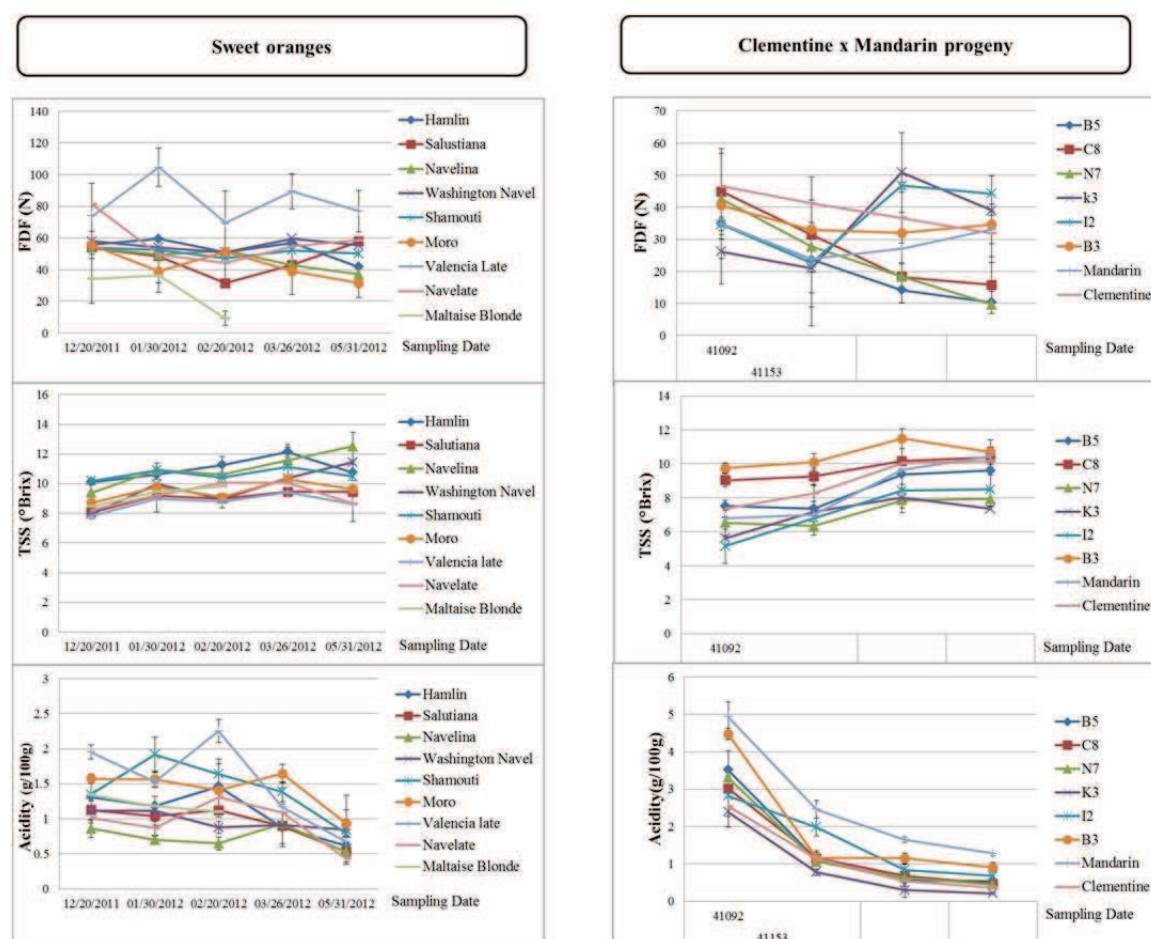 Sweet oranges
Clementine x Mandarin progeny
FDF (N)
140
120
100
80
60
40
20
0
12/20/2011 01/30/2012 02/20/2012 03/26/2012 05/31/2012 Sampling Date
Hamlin
Salustiana
Navelina
Washington Navel
Shamouti
Moro
Valencia Late
Navelate
Maltaise Blonde
FDF (N)
70
60
50
40
30
20
10
0
41092
41153
Sampling Date
B5
C8
N7
k3
I2
B3
Mandarin
Clementine
TSS (°Brix)
16
14
12
10
8
6
4
2
0
12/20/2011 01/30/2012 02/20/2012 03/26/2012 05/31/2012
Sampling Date
Hamlin
Salutiana
Navelina
Washington Navel
Shamouti
Moro
Valencia late
Navelate
Maltaise Blonde
TSS (°Brix)
14
12
10
8
6
4
2
0
41092
Sampling Date
B5
C8
N7
K3
I2
B3
Mandarin
Clementine
Acidity (g/100g)
3
2.5
2
1.5
1
0.5
0
12/20/2011 01/30/2012 02/20/2012 03/26/2012 05/31/2012
Sampling Date
Hamlin
Salutiana
Navelina
Washington Navel
Shamouti
Moro
Valencia late
Navelate
Maltaise Blonde
Acidity(g/100g)
6
5
4
3
2
1
0
41092
41153
Sampling Date
B5
C8
N7
K3
I2
B3
Mandarin
Clementine